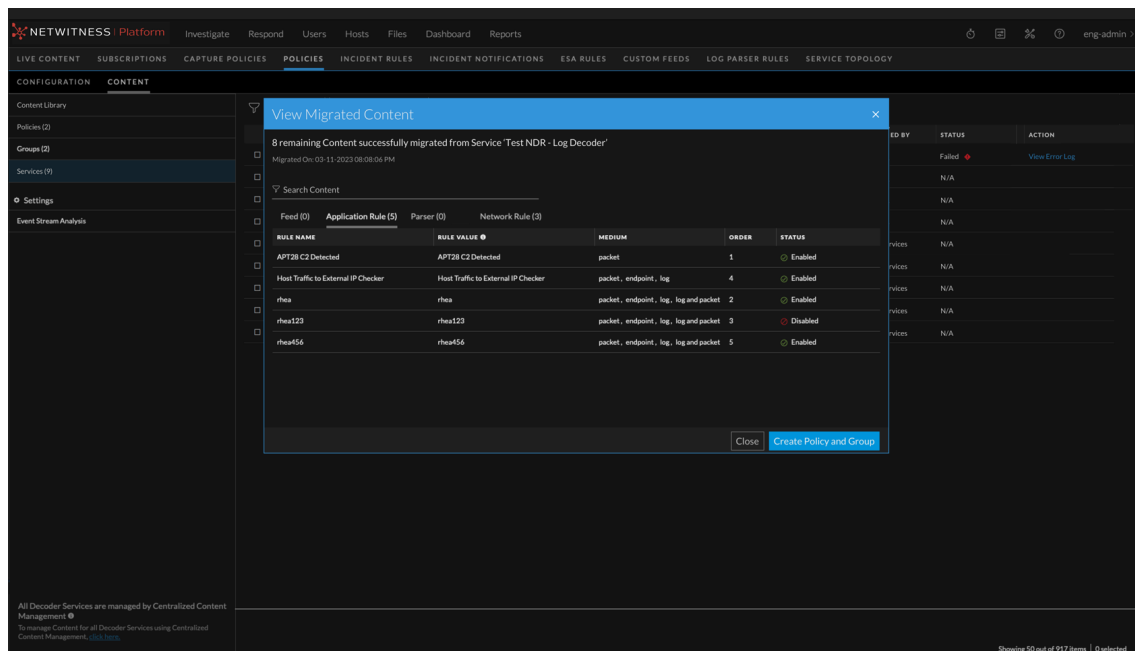 NETWITNESS | Platform Investigate Respond Users Hosts Files Dashboard Reports eng-admin >
LIVE CONTENT SUBSCRIPTIONS CAPTURE POLICIES POLICIES INCIDENT RULES INCIDENT NOTIFICATIONS ESA RULES CUSTOM FEEDS LOG PARSER RULES SERVICE TOPOLOGY
CONFIGURATION CONTENT
Content Library
Policies (2)
Groups (2)
Services (9)
Settings
Event Stream Analysis
View Migrated Content ×
8 remaining Content successfully migrated from Service 'Test NDR - Log Decoder'
Migrated On: 03-11-2023 08:08:06 PM
Search Content
Feed (0) Application Rule (5) Parser (0) Network Rule (3)
RULE NAME RULE VALUE MEDIUM ORDER STATUS
APT28 C2 Detected APT28 C2 Detected packet 1 Enabled
Host Traffic to External IP Checker Host Traffic to External IP Checker packet , endpoint , log 4 Enabled
rhea rhea packet , endpoint , log , log and packet 2 Enabled
rhea123 rhea123 packet , endpoint , log , log and packet 3 Disabled
rhea456 rhea456 packet , endpoint , log , log and packet 5 Enabled
Close Create Policy and Group
ED BY STATUS ACTION
Failed View Error Log
N/A
N/A
N/A
rvices N/A
rvices N/A
rvices N/A
rvices N/A
rvices N/A
All Decoder Services are managed by Centralized Content
Management
To manage Content for all Decoder Services using Centralized
Content Management, click here.
Showing 50 out of 917 items | 0 selected